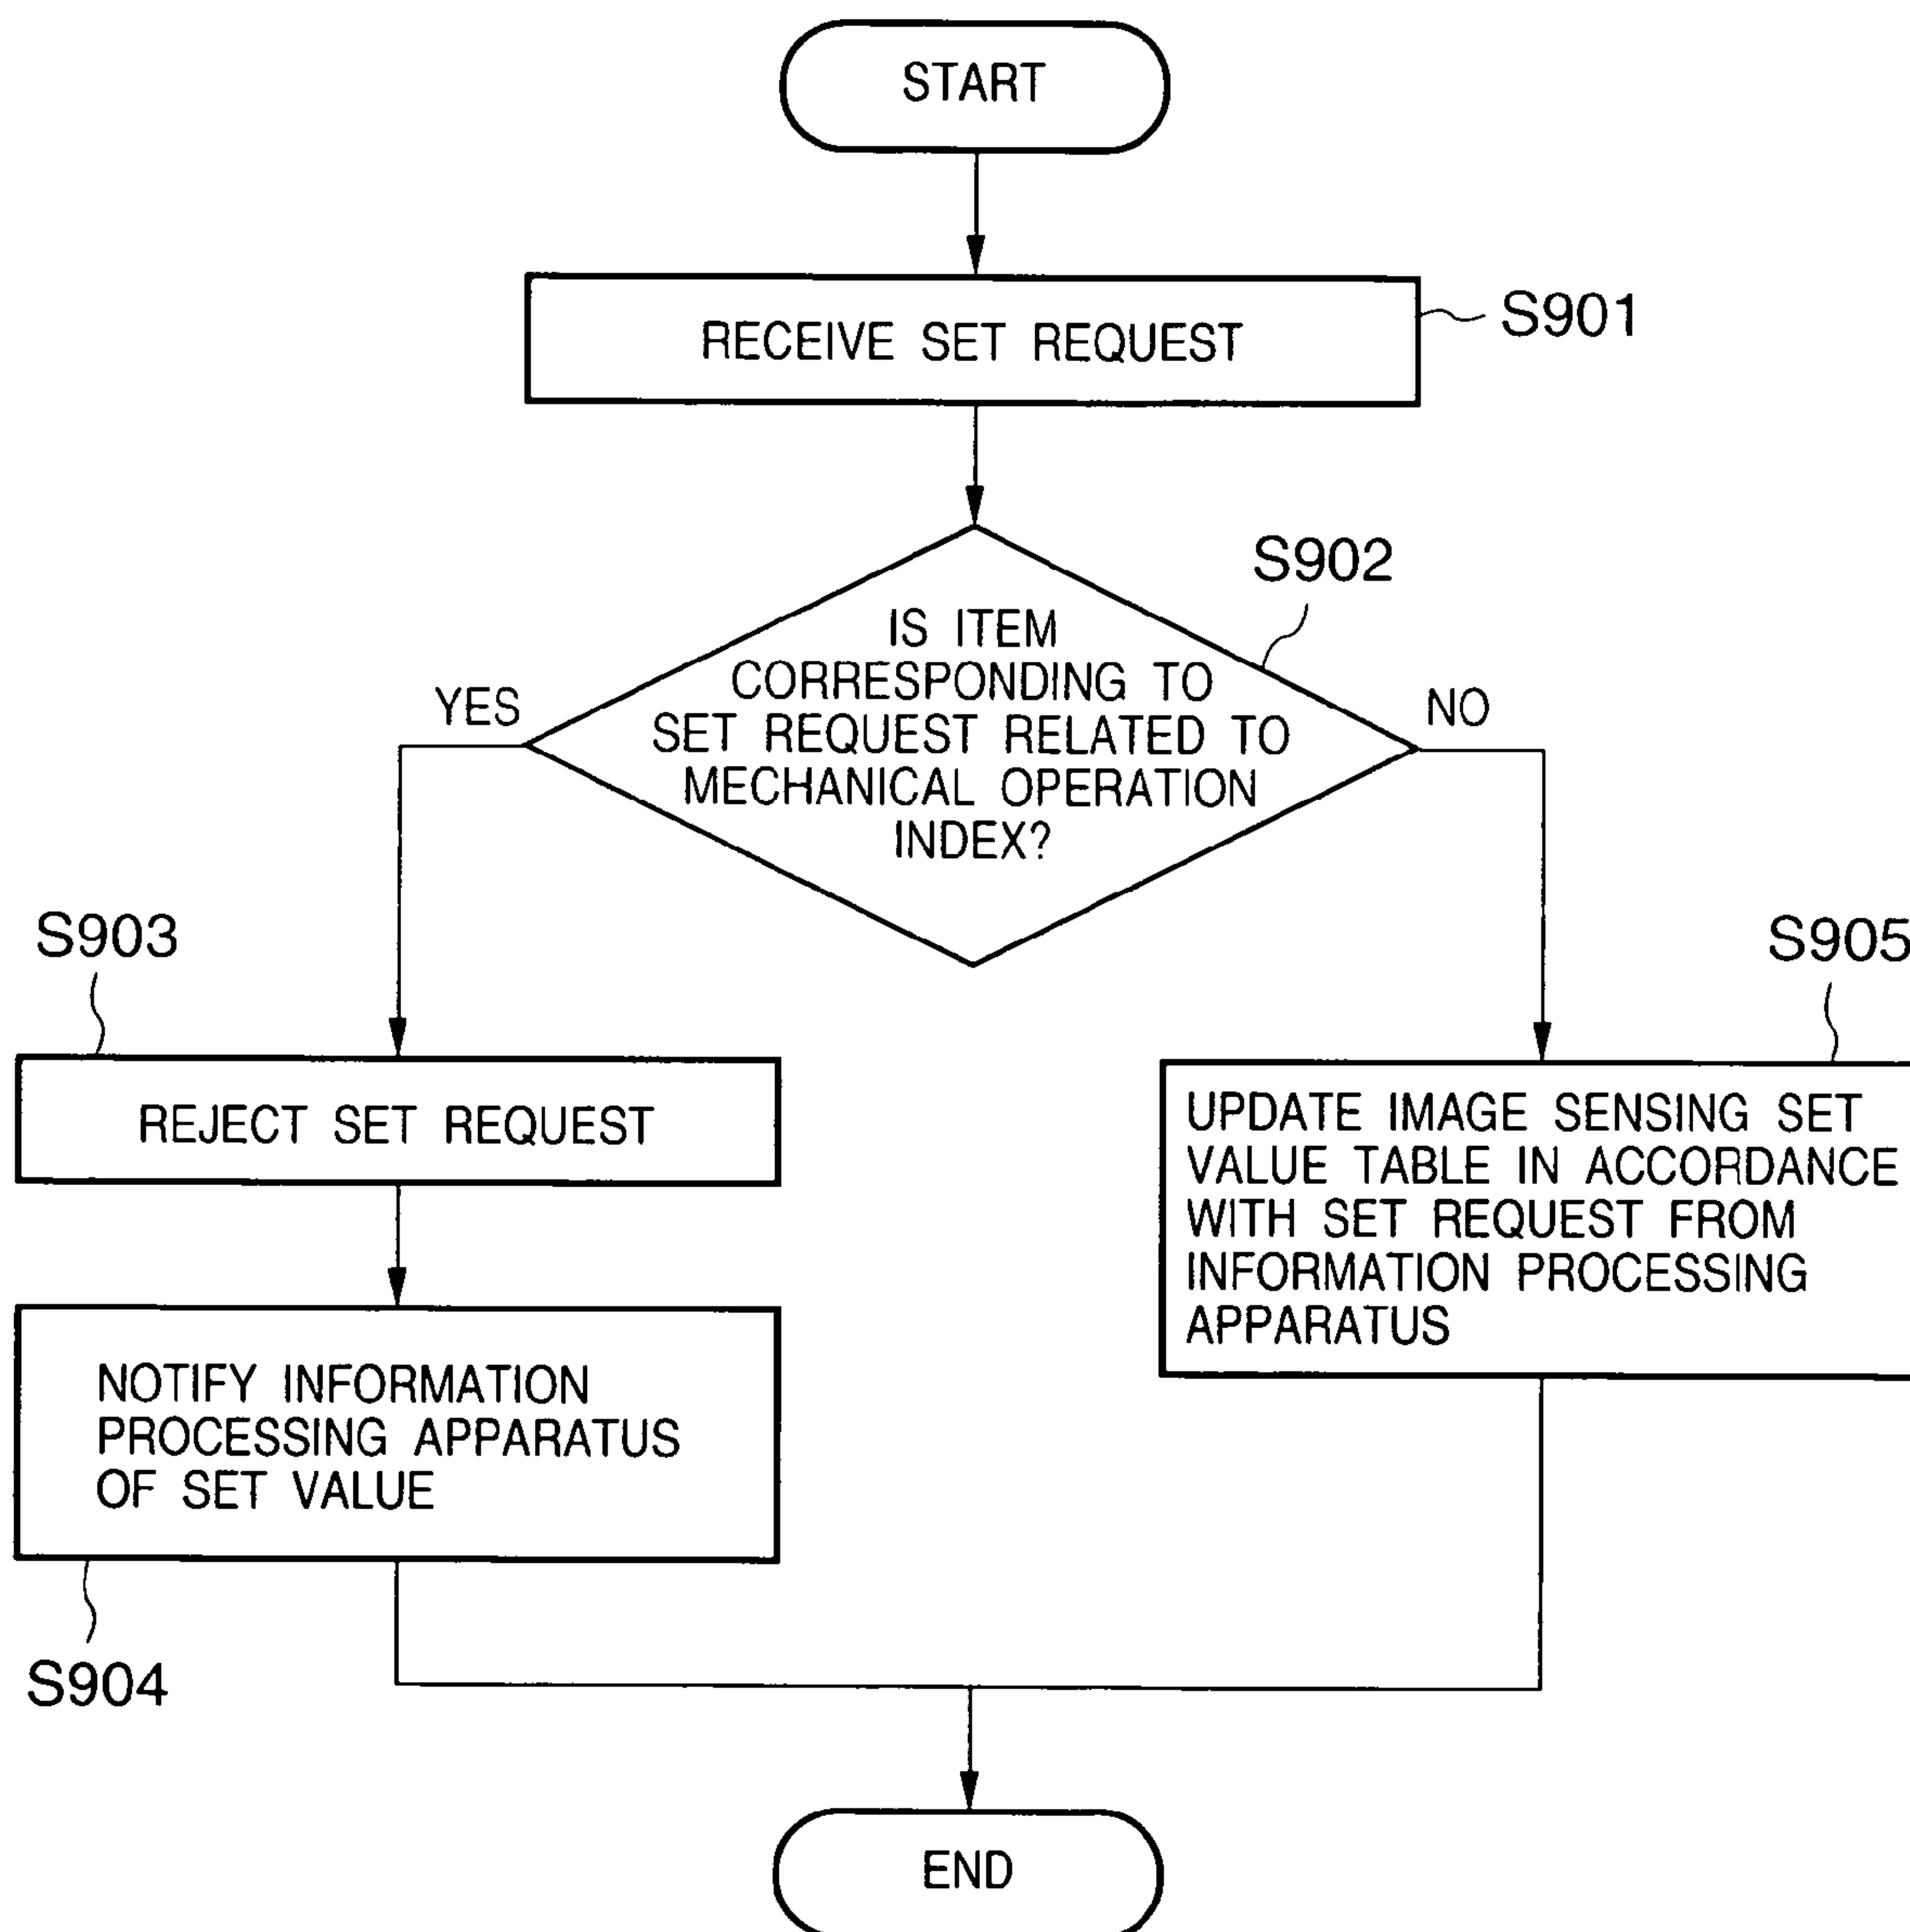 START
RECEIVE SET REQUEST
S901
S902
IS ITEM
CORRESPONDING TO
SET REQUEST RELATED TO
MECHANICAL OPERATION
INDEX?
YES
NO
S903
REJECT SET REQUEST
NOTIFY INFORMATION
PROCESSING APPARATUS
OF SET VALUE
S904
S905
UPDATE IMAGE SENSING SET
VALUE TABLE IN ACCORDANCE
WITH SET REQUEST FROM
INFORMATION PROCESSING
APPARATUS
END